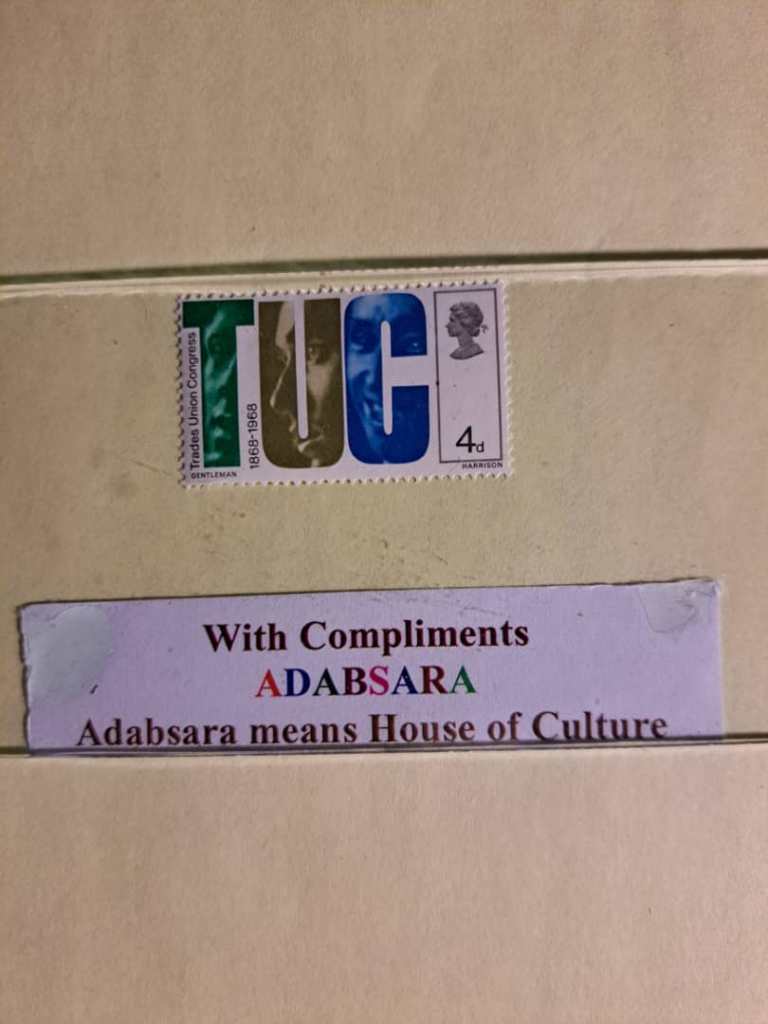 TUC
Trades Union Congress
1868-1968
4d
GENTLEMAN
HARRISON
With Compliments
ADABSARA
Adabsara means House of Culture